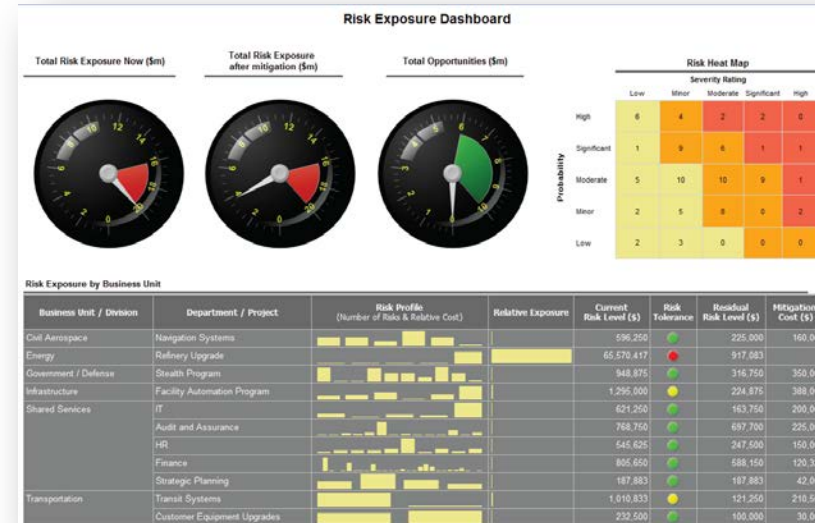 Risk Exposure Dashboard
Total Risk Exposure Now ($m)
Total Risk Exposure
after mitigation ($m)
Total Opportunities ($m)
Risk Heat Map
Severity Rating
Low Minor Moderate Significant High
Probability
High 6 4 2 2 0
Significant 1 9 6 1 1
Moderate 5 10 10 9 1
Minor 2 5 8 0 2
Low 2 3 0 0 0
Risk Exposure by Business Unit
Business Unit / Division Department / Project Risk Profile (Number of Risks & Relative Cost) Relative Exposure Current Risk Level ($) Risk Tolerance Residual Risk Level ($) Mitigation Cost ($)
Civil Aerospace Navigation Systems 596,250 225,000 160,0
Energy Refinery Upgrade 65,570,417 917,083
Government / Defense Stealth Program 948,875 316,750 350,0
Infrastructure Facility Automation Program 1,295,000 224,875 388,0
Shared Services IT 621,250 163,750 200,0
Audit and Assurance 768,750 697,700 225,0
HR 545,625 247,500 150,0
Finance 805,650 588,150 120,3
Strategic Planning 187,883 187,883 42,0
Transportation Transit Systems 1,010,833 121,250 210,5
Customer Equipment Upgrades 232,500 100,000 30,0